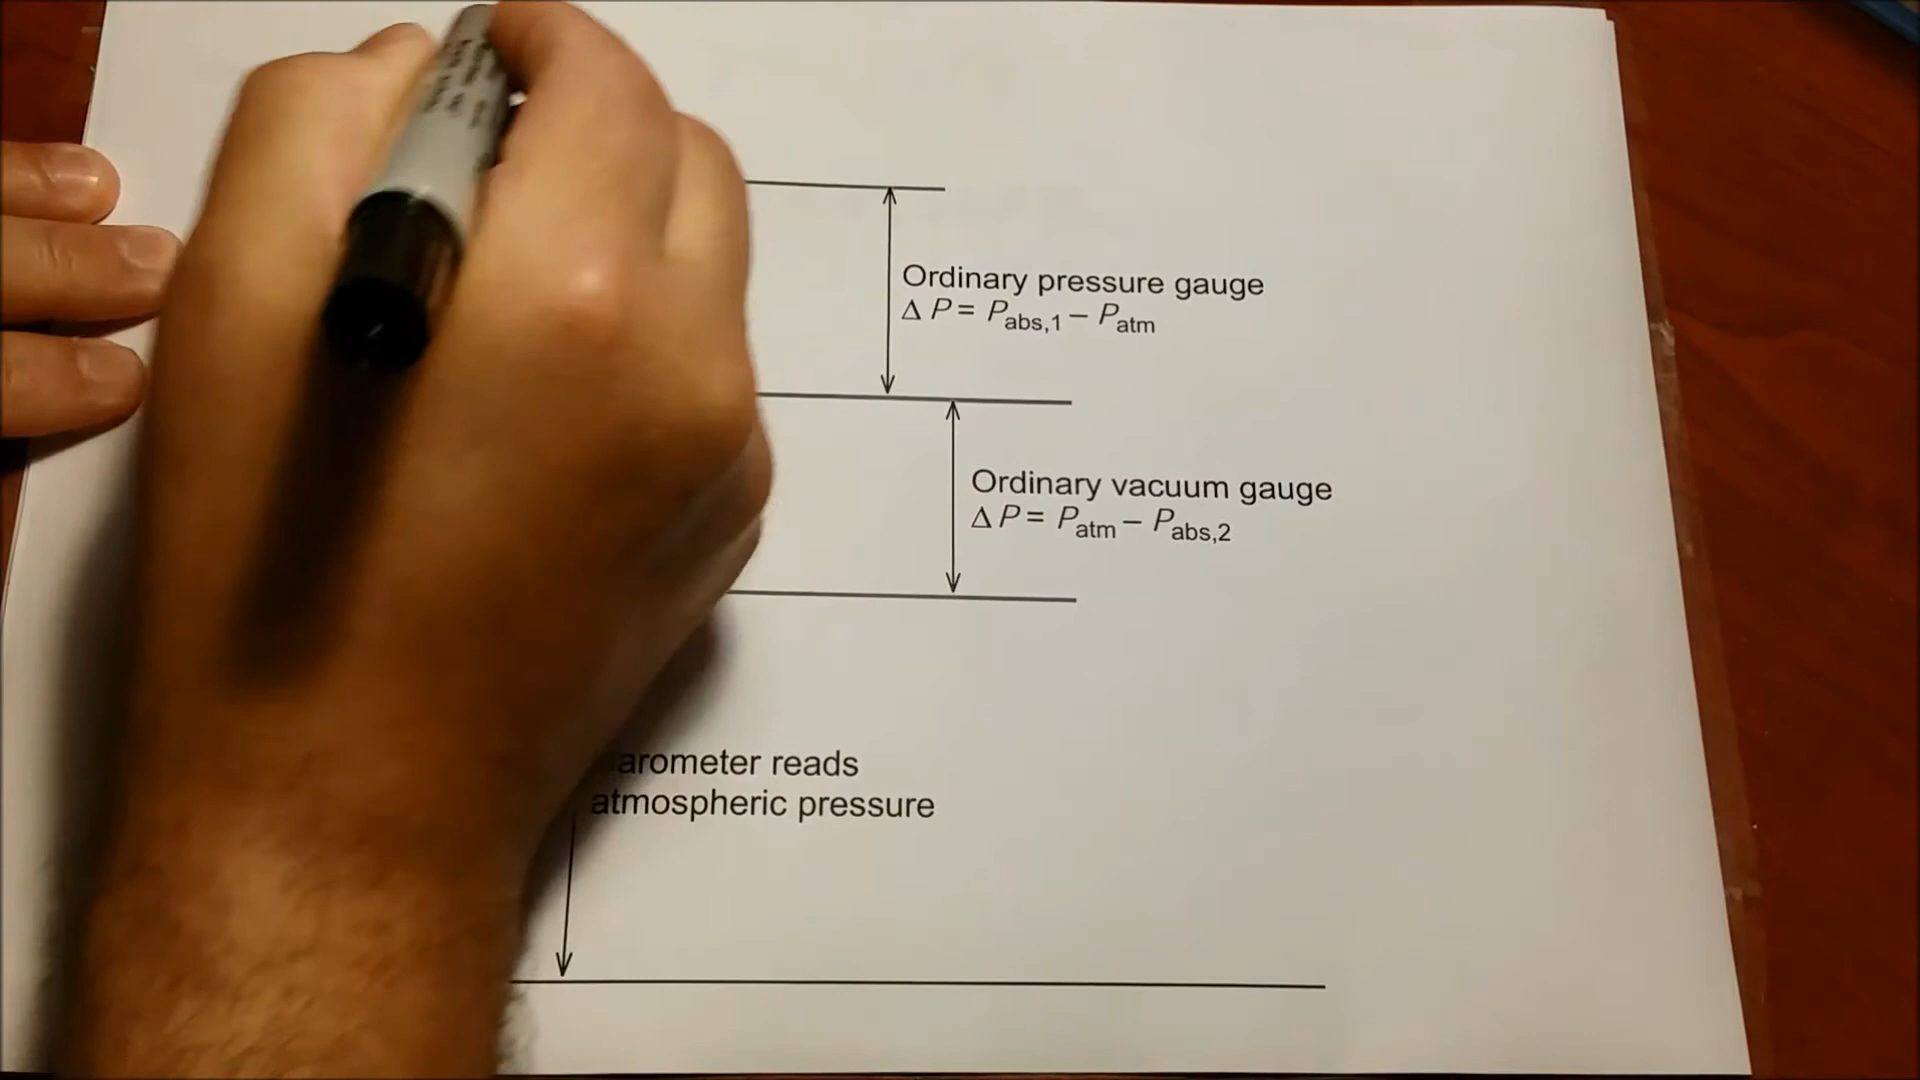 Ordinary pressure gauge
Δ P = Pabs,1 – Patm
Ordinary vacuum gauge
Δ P = Patm – Pabs,2
arometer reads
atmospheric pressure